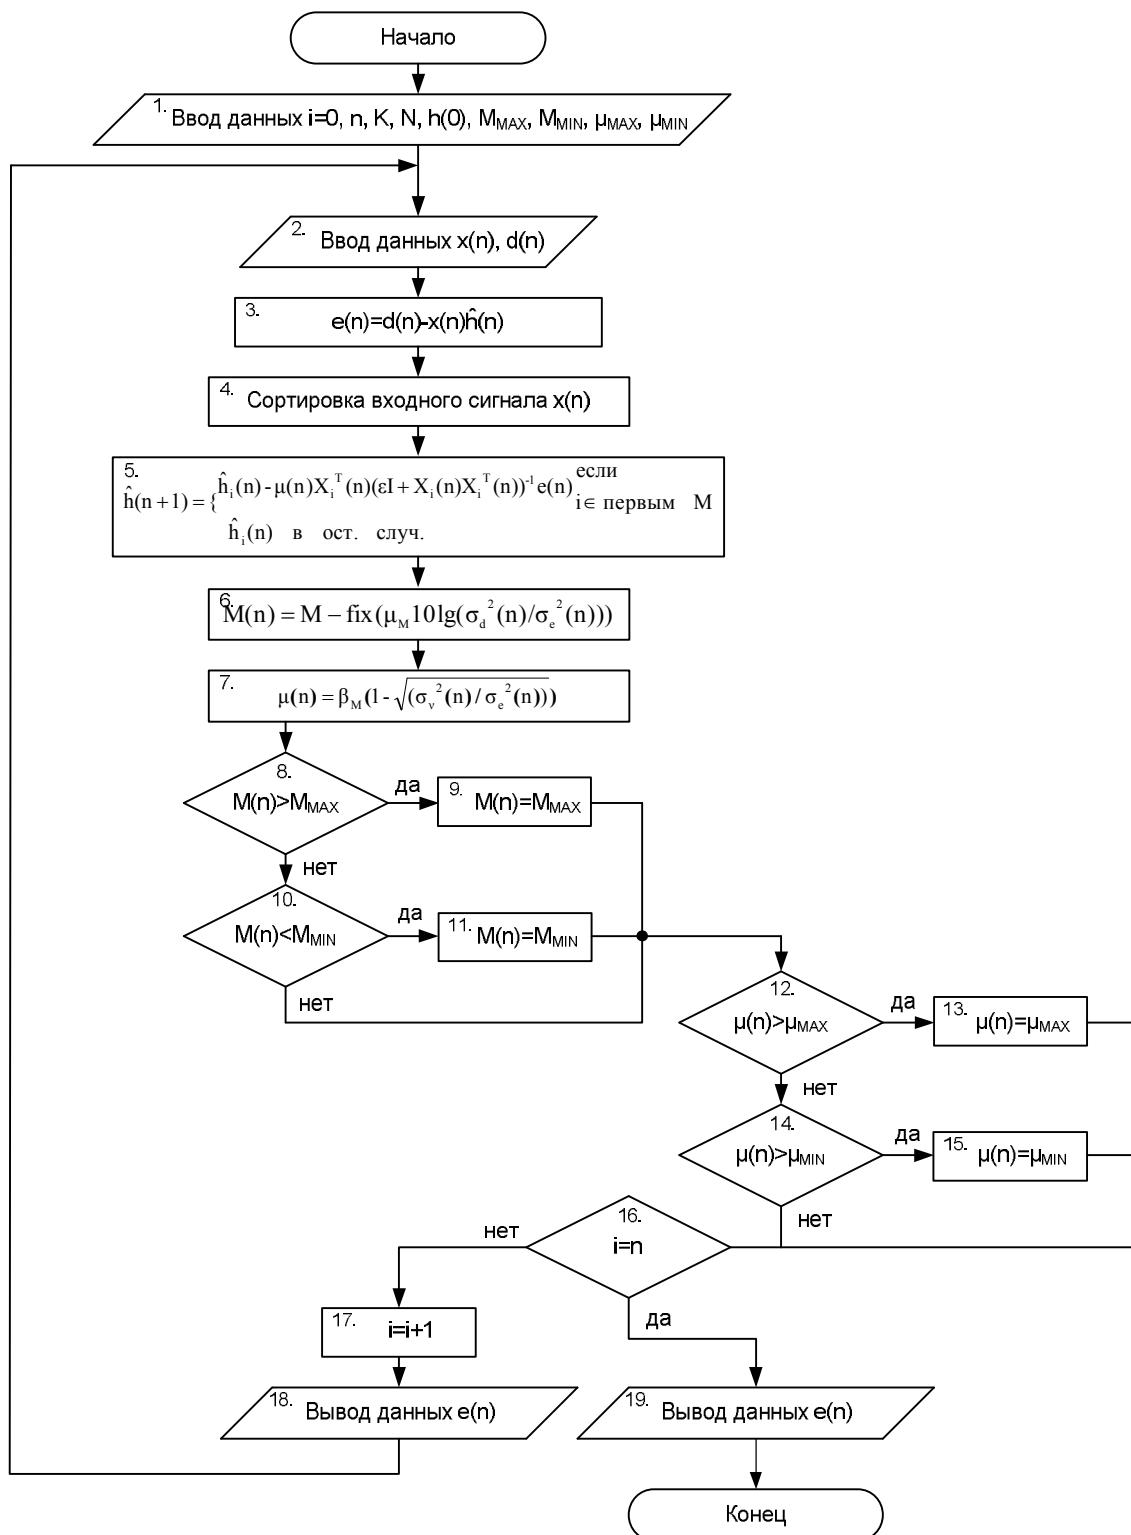 Начало
1. Ввод данных i=0, n, K, N, h(0), M_MAX, M_MIN, μ_MAX, μ_MIN
2. Ввод данных x(n), d(n)
3. e(n)=d(n)-x(n)ĥ(n)
4. Сортировка входного сигнала x(n)
5.
ĥ(n+1) = { ĥ_i(n) - μ(n)X_i^T(n)(εI + X_i(n)X_i^T(n))^-1 e(n) если i∈ первым M
ĥ_i(n) в ост. случ.
6. M(n) = M – fix(μ_M 10lg(σ_d^2(n)/σ_e^2(n)))
7. μ(n) = β_M(1 - √((σ_v^2(n) / σ_e^2(n))))
8. M(n)>M_MAX
да
9. M(n)=M_MAX
нет
10. M(n)<M_MIN
да
11. M(n)=M_MIN
нет
12. μ(n)>μ_MAX
да
13. μ(n)=μ_MAX
нет
14. μ(n)>μ_MIN
да
15. μ(n)=μ_MIN
нет
16. i=n
нет
да
17. i=i+1
18. Вывод данных e(n)
19. Вывод данных e(n)
Конец